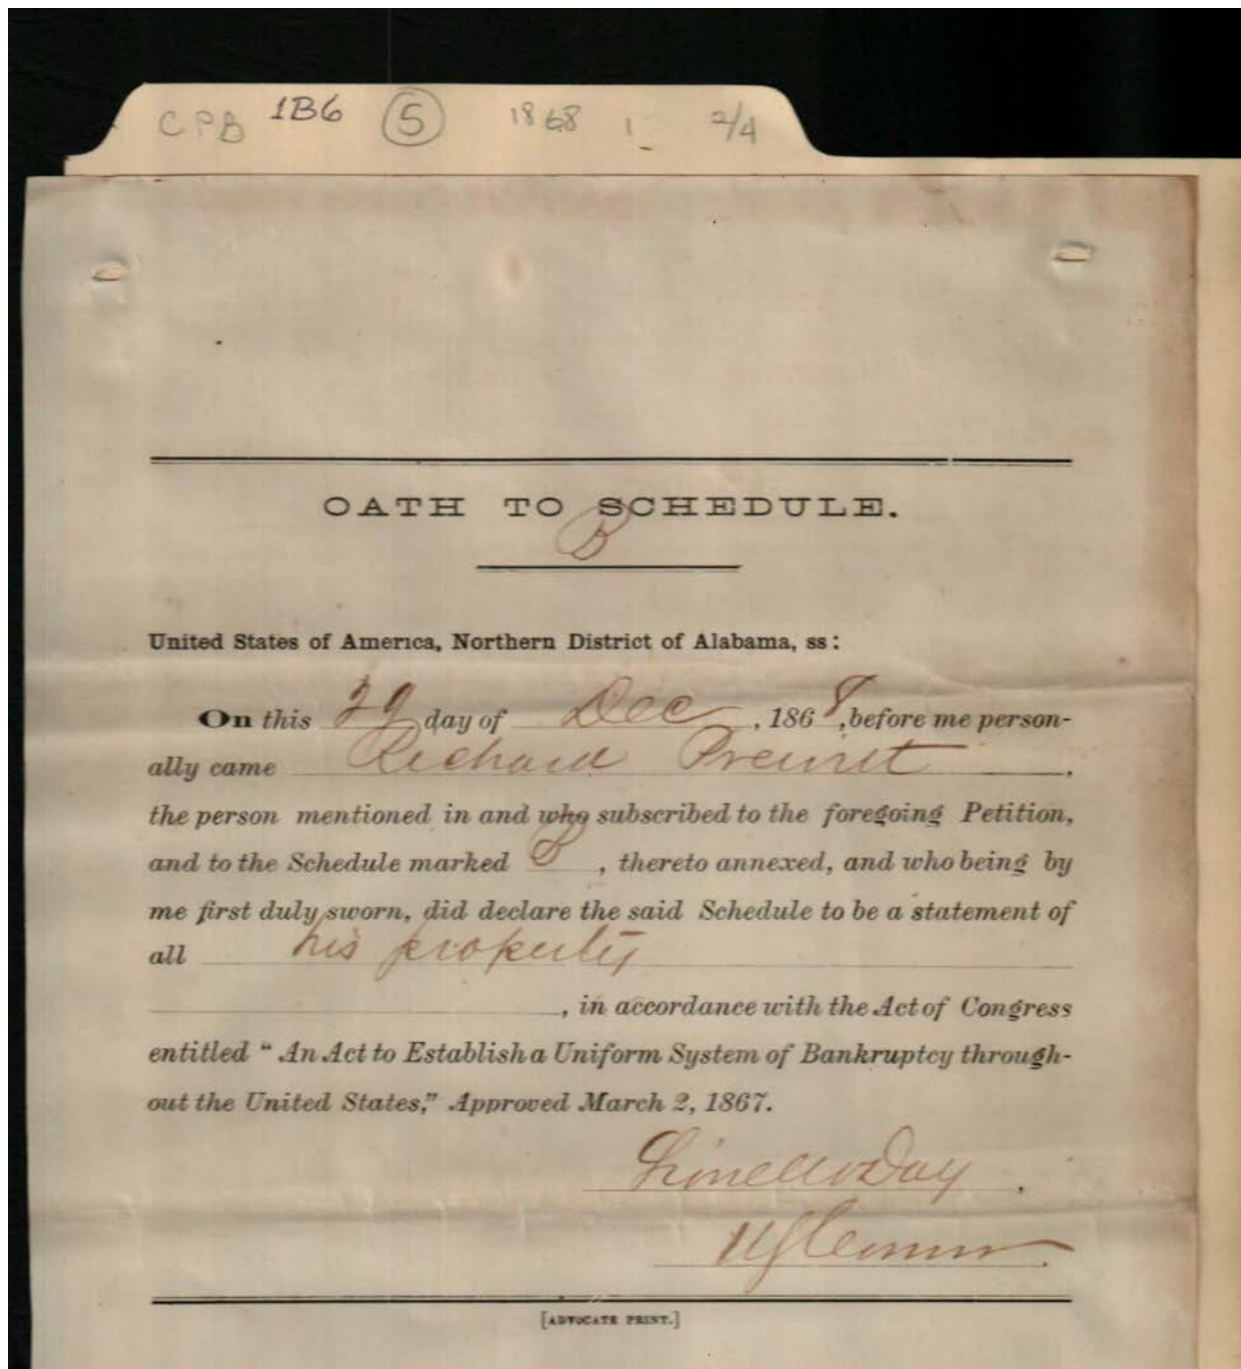 CPB 1B6 5 1868 1 2/4
OATH TO SCHEDULE.
B
United States of America, Northern District of Alabama, ss:
On this 29 day of Dec, 1868, before me person-
ally came Richard Prewitt,
the person mentioned in and who subscribed to the foregoing Petition,
and to the Schedule marked B, thereto annexed, and who being by
me first duly sworn, did declare the said Schedule to be a statement of
all his property
, in accordance with the Act of Congress
entitled "An Act to Establish a Uniform System of Bankruptcy through-
out the United States," Approved March 2, 1867.
Day
[ADVOCATE PRINT.]